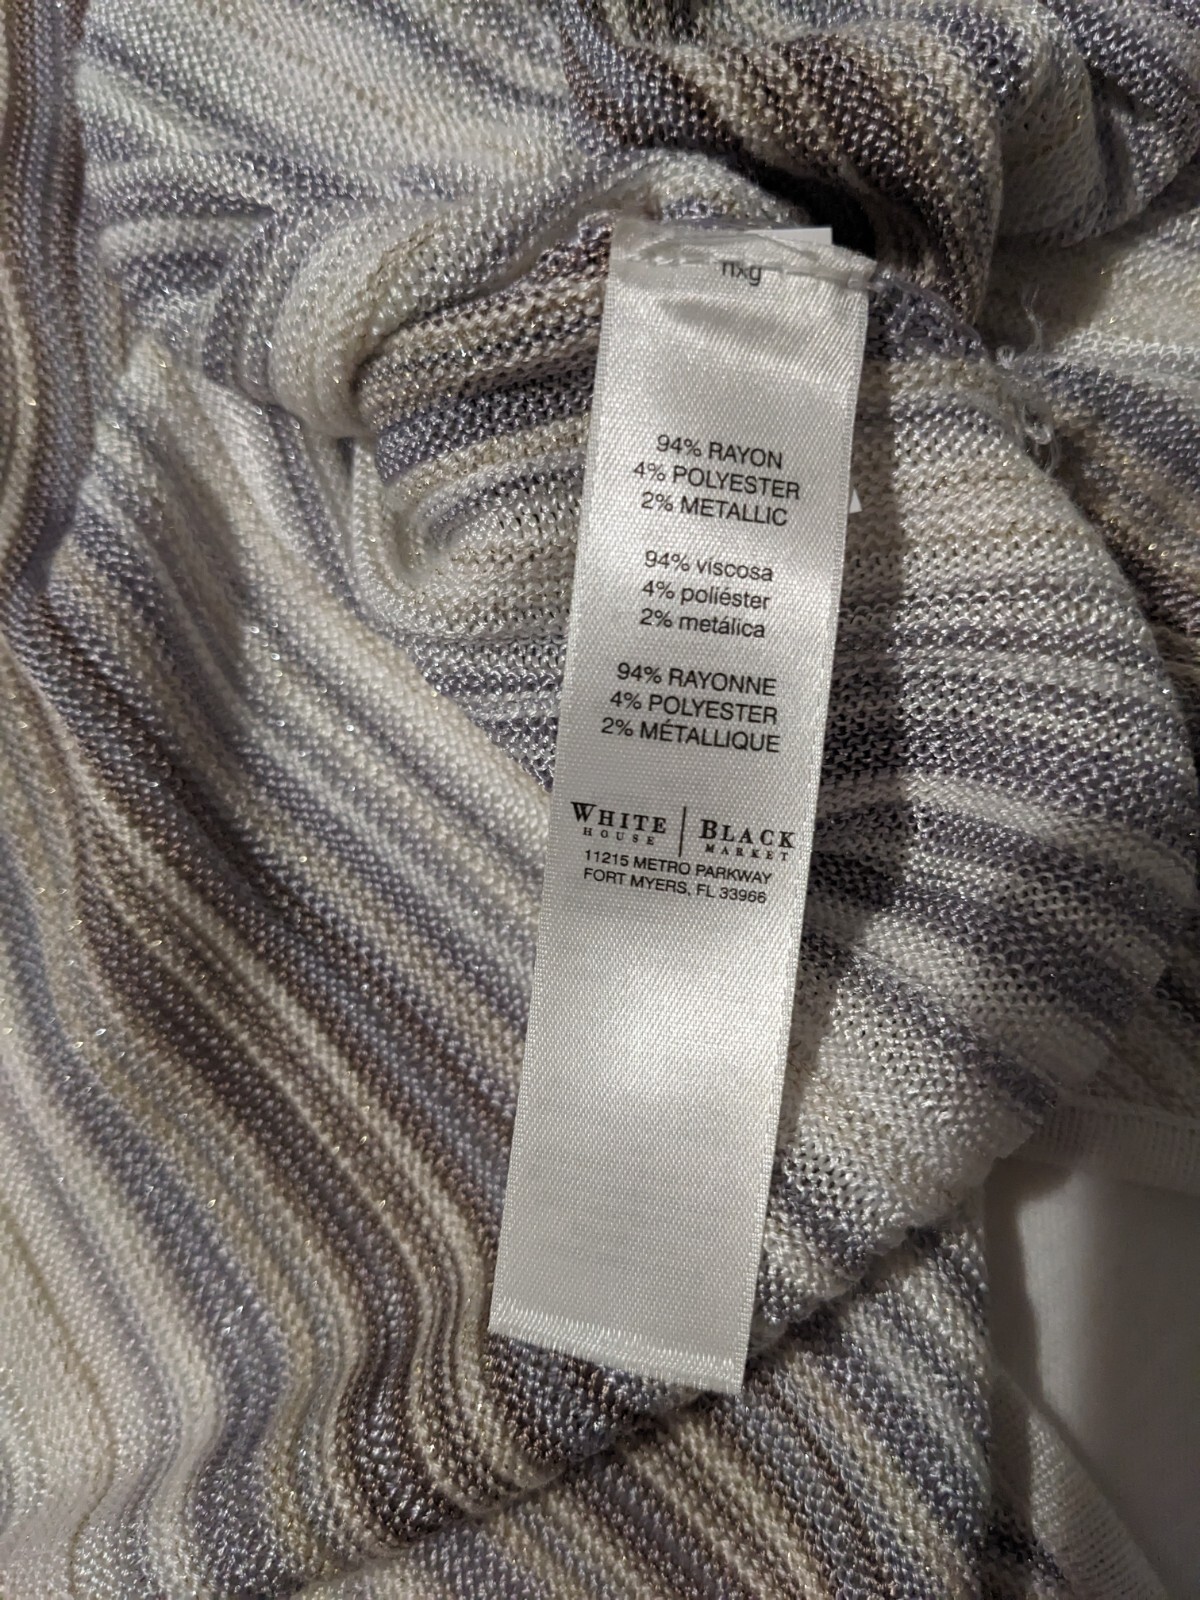 nxg
94% RAYON
4% POLYESTER
2% METALLIC
94% viscosa
4% poliéster
2% metálica
94% RAYONNE
4% POLYESTER
2% MÉTALLIQUE
WHITE | BLACK
HOUSE MARKET
11215 METRO PARKWAY
FORT MYERS, FL 33966